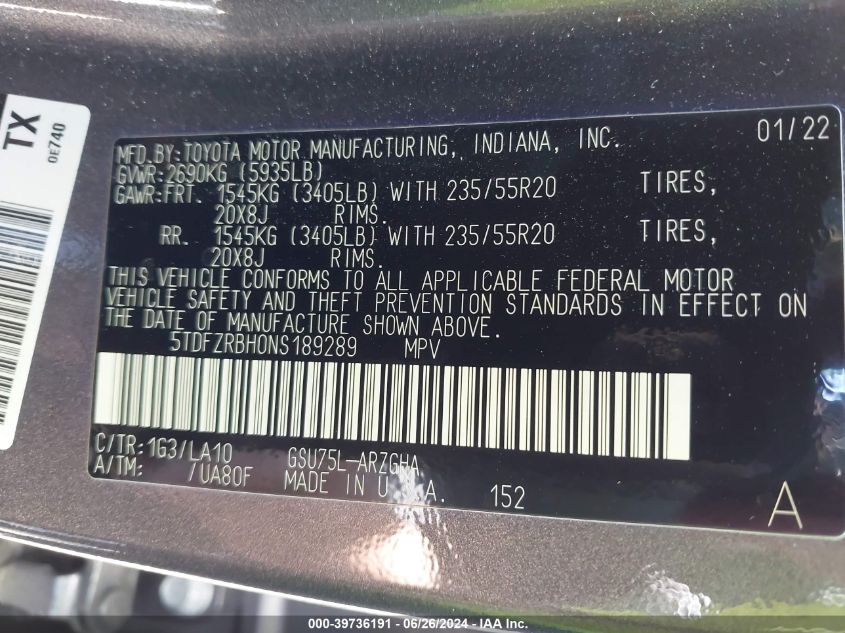 TX
0E740
MFD.BY:TOYOTA MOTOR MANUFACTURING, INDIANA, INC. 01/22
GVWR:2690KG (5935LB)
GAWR:FRT. 1545KG (3405LB) WITH 235/55R20 TIRES,
20X8J RIMS.
RR. 1545KG (3405LB) WITH 235/55R20 TIRES,
20X8J RIMS.
THIS VEHICLE CONFORMS TO ALL APPLICABLE FEDERAL MOTOR
VEHICLE SAFETY AND THEFT PREVENTION STANDARDS IN EFFECT ON
THE DATE OF MANUFACTURE SHOWN ABOVE.
5TDFZRBH0NS189289 MPV
C/TR:1G3/LA10 GSU75L-ARZGHA
A/TM: /UA80F MADE IN U.S.A. 152
A
000-39736191 - 06/26/2024 - IAA Inc.